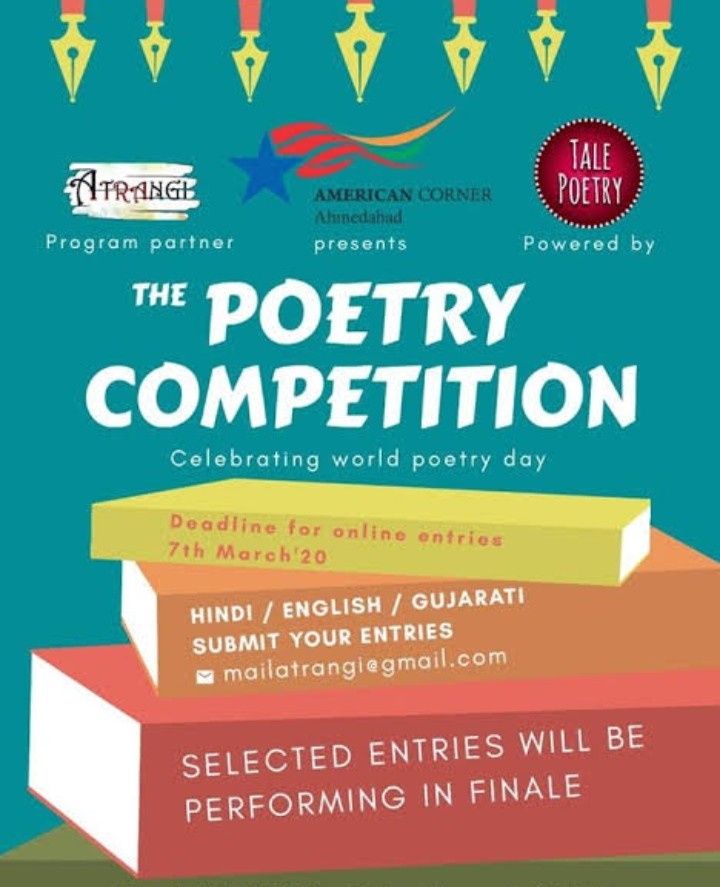 ATRANGI
AMERICAN CORNER
Ahmedabad
TALE
POETRY
Program partner
presents
Powered by
THE POETRY
COMPETITION
Celebrating world poetry day
Deadline for online entries
7th March'20
HINDI / ENGLISH / GUJARATI
SUBMIT YOUR ENTRIES
mailatrangi@gmail.com
SELECTED ENTRIES WILL BE
PERFORMING IN FINALE